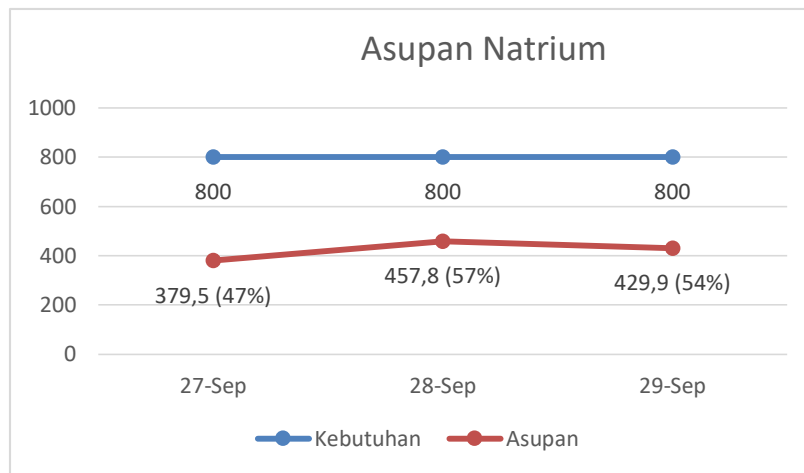 Asupan Natrium
1000
800
600
400
200
0
800 800 800
379,5 (47%) 457,8 (57%) 429,9 (54%)
27-Sep 28-Sep 29-Sep
Kebutuhan Asupan